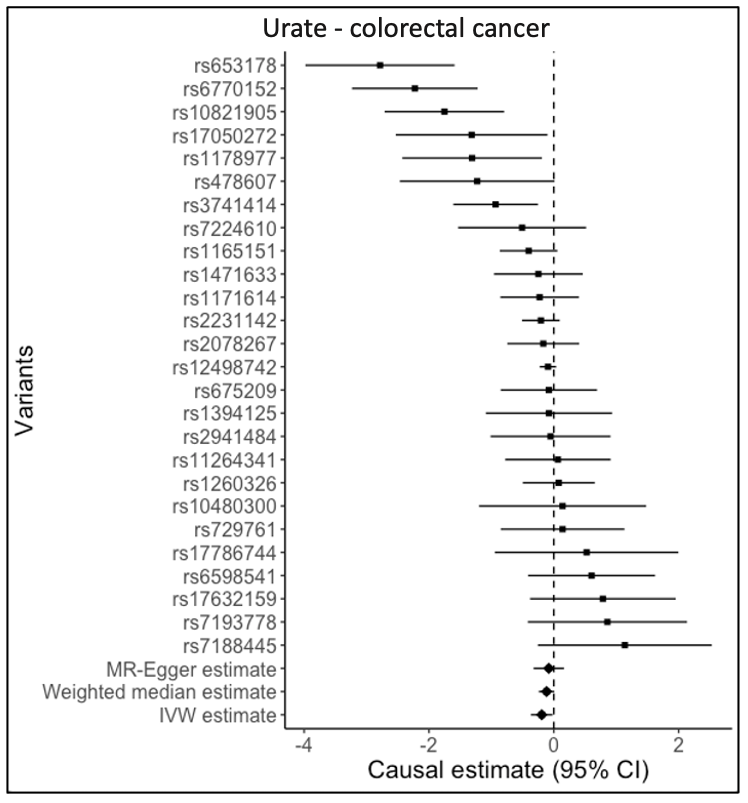 Urate - colorectal cancer
rs653178
rs6770152
rs10821905
rs17050272
rs1178977
rs478607
rs3741414
rs7224610
rs1165151
rs1471633
rs1171614
rs2231142
rs2078267
rs12498742
rs675209
rs1394125
rs2941484
rs11264341
rs1260326
rs10480300
rs729761
rs17786744
rs6598541
rs17632159
rs7193778
rs7188445
MR-Egger estimate
Weighted median estimate
IVW estimate
Variants
-4 -2 0 2
Causal estimate (95% CI)